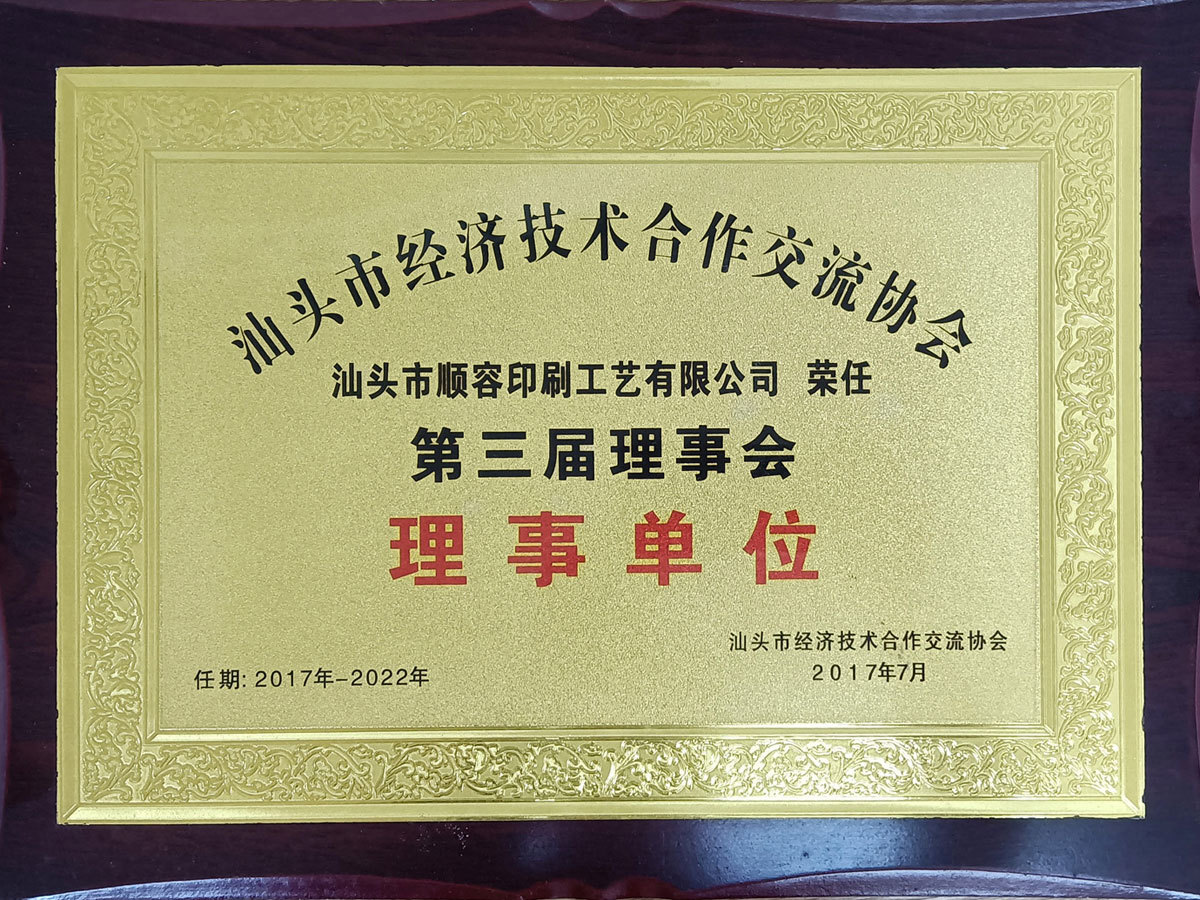 汕头市经济技术合作交流协会
汕头市顺容印刷工艺有限公司 荣任
第三届理事会
理事单位
汕头市经济技术合作交流协会
任期: 2017年-2022年
2017年7月